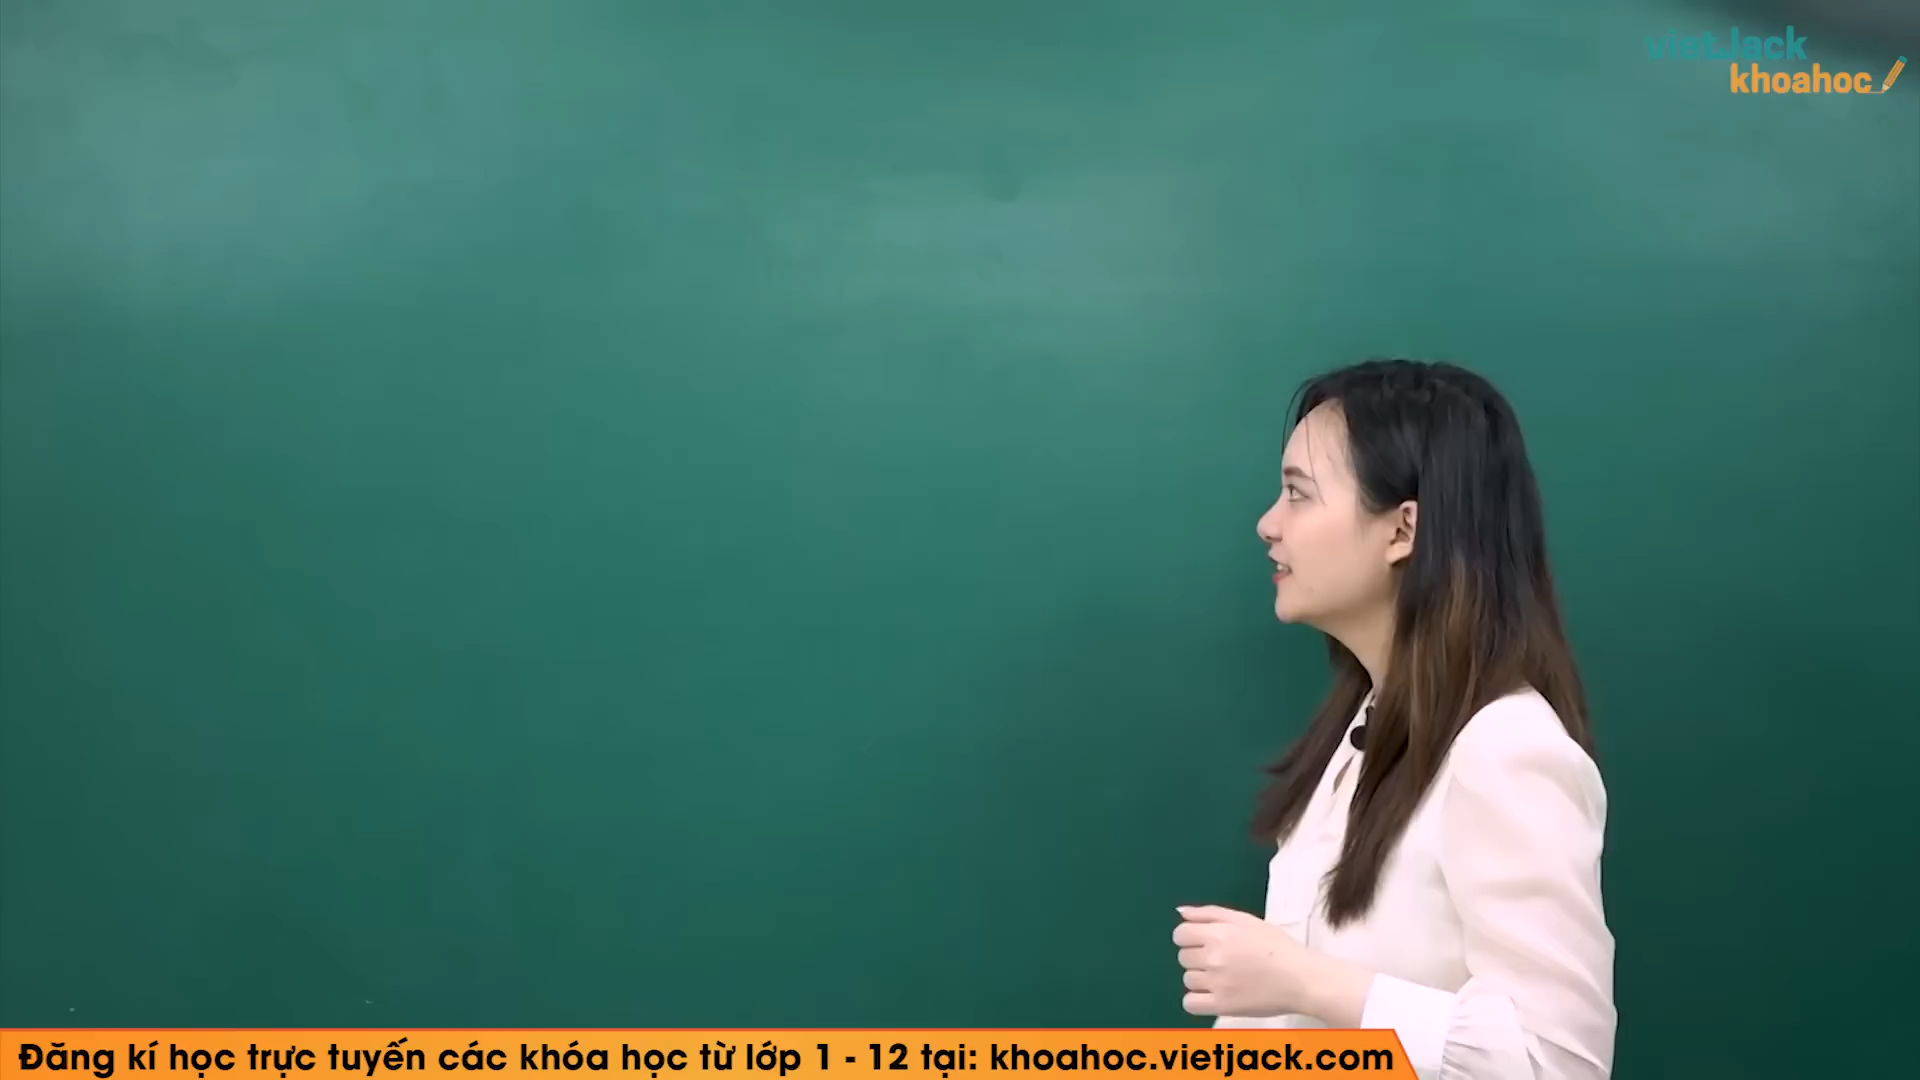 vietJack
khoahoc
Đăng kí học trực tuyến các khóa học từ lớp 1 - 12 tại: khoahoc.vietjack.com